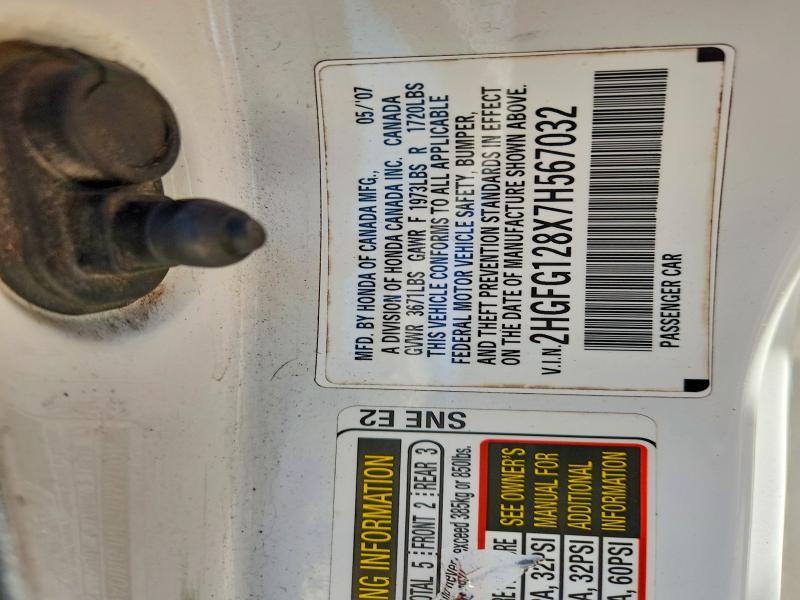 MFD. BY HONDA OF CANADA MFG., 05/'07
A DIVISION OF HONDA CANADA INC. CANADA
GVWR 3671LBS GAWR F 1973LBS R 1720LBS
THIS VEHICLE CONFORMS TO ALL APPLICABLE
FEDERAL MOTOR VEHICLE SAFETY, BUMPER,
AND THEFT PREVENTION STANDARDS IN EFFECT
ON THE DATE OF MANUFACTURE SHOWN ABOVE.
V.I.N. 2HGFG128X7H567032
PASSENGER CAR
SNE E2
INFORMATION
5 FRONT 2 REAR 3
exceed 385kg or 850lbs.
SEE OWNER'S
MANUAL FOR
ADDITIONAL
INFORMATION
32PSI
32PSI
60PSI